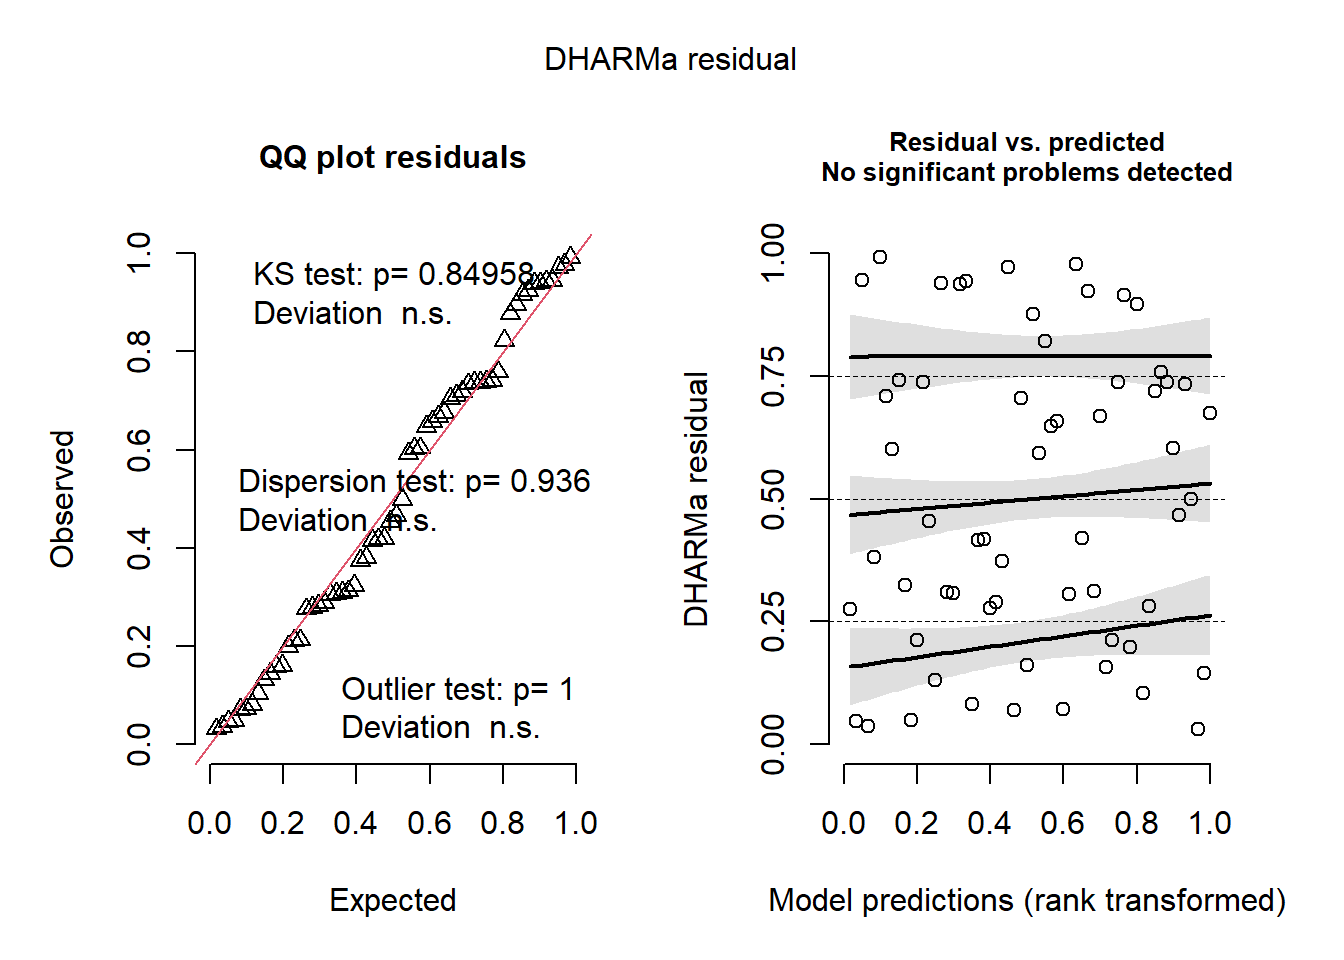 DHARMa residual
QQ plot residuals
KS test: p= 0.84958
Deviation  n.s.
Dispersion test: p= 0.936
Deviation  n.s.
Outlier test: p= 1
Deviation  n.s.
Observed
0.0 0.2 0.4 0.6 0.8 1.0
0.0 0.2 0.4 0.6 0.8 1.0
Expected
Residual vs. predicted
No significant problems detected
DHARMa residual
0.00 0.25 0.50 0.75 1.00
0.0 0.2 0.4 0.6 0.8 1.0
Model predictions (rank transformed)